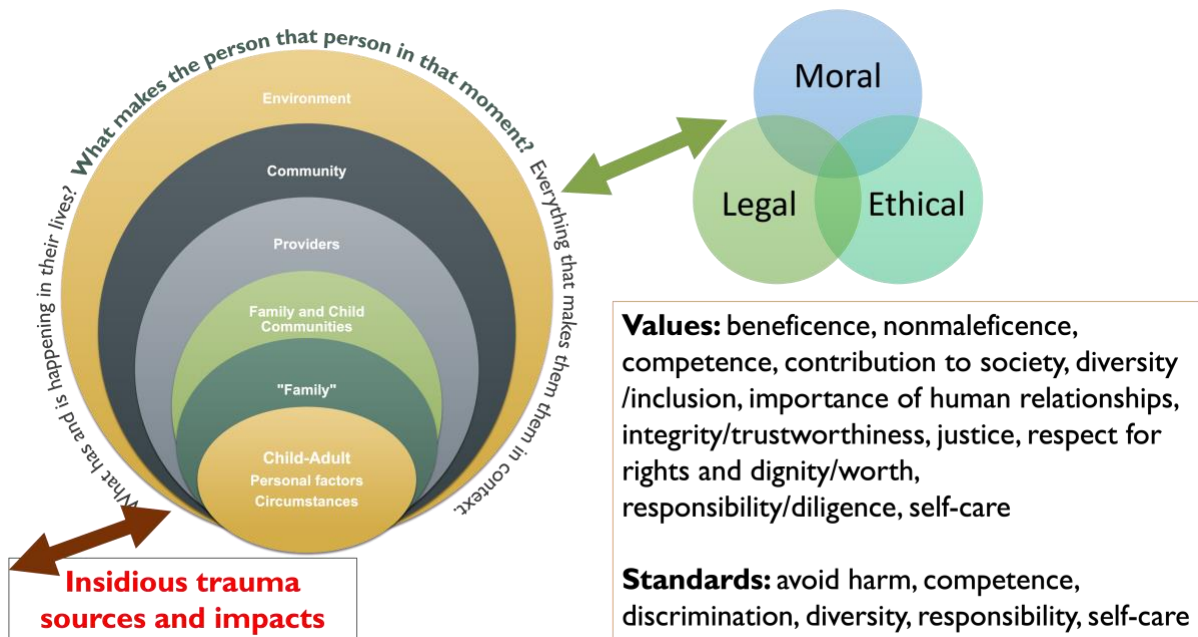 What has and is happening in their lives? What makes the person that person in that moment? Everything that makes them them in context.
Environment
Community
Providers
Family and Child
Communities
"Family"
Child-Adult
Personal factors
Circumstances
Insidious trauma
sources and impacts
Moral
Legal
Ethical
Values: beneficence, nonmaleficence,
competence, contribution to society, diversity
/inclusion, importance of human relationships,
integrity/trustworthiness, justice, respect for
rights and dignity/worth,
responsibility/diligence, self-care
Standards: avoid harm, competence,
discrimination, diversity, responsibility, self-care